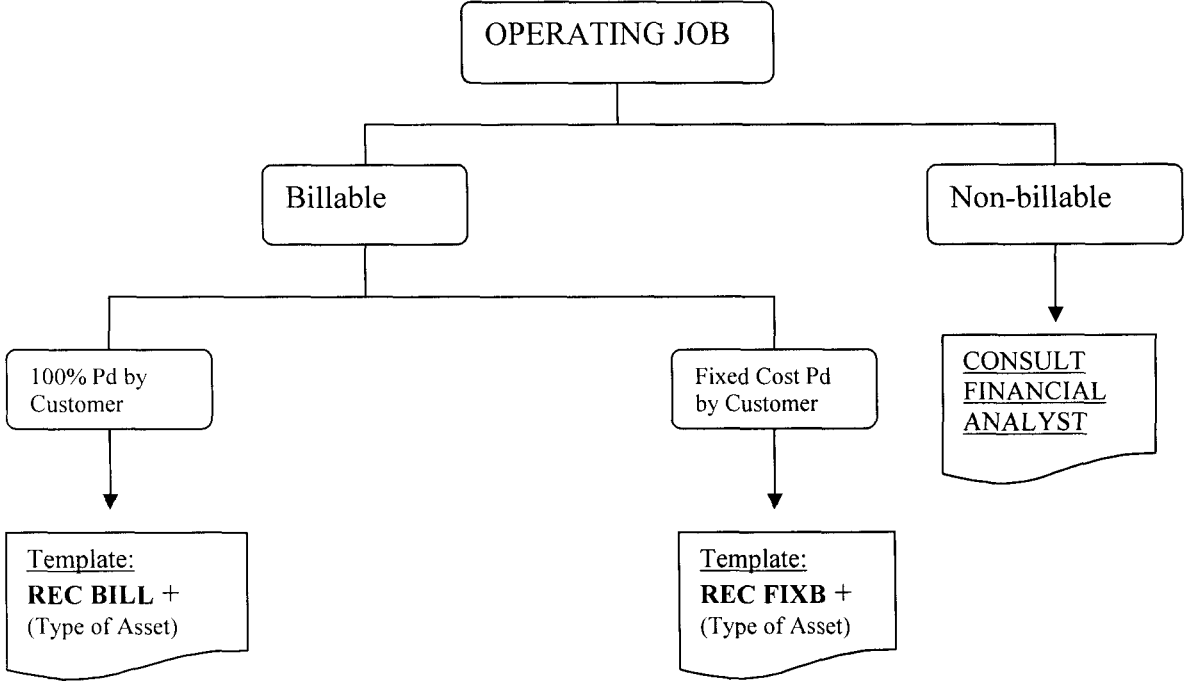 OPERATING JOB
Billable
Non-billable
100% Pd by
Customer
Fixed Cost Pd
by Customer
CONSULT
FINANCIAL
ANALYST
Template:
REC BILL +
(Type of Asset)
Template:
REC FIXB +
(Type of Asset)